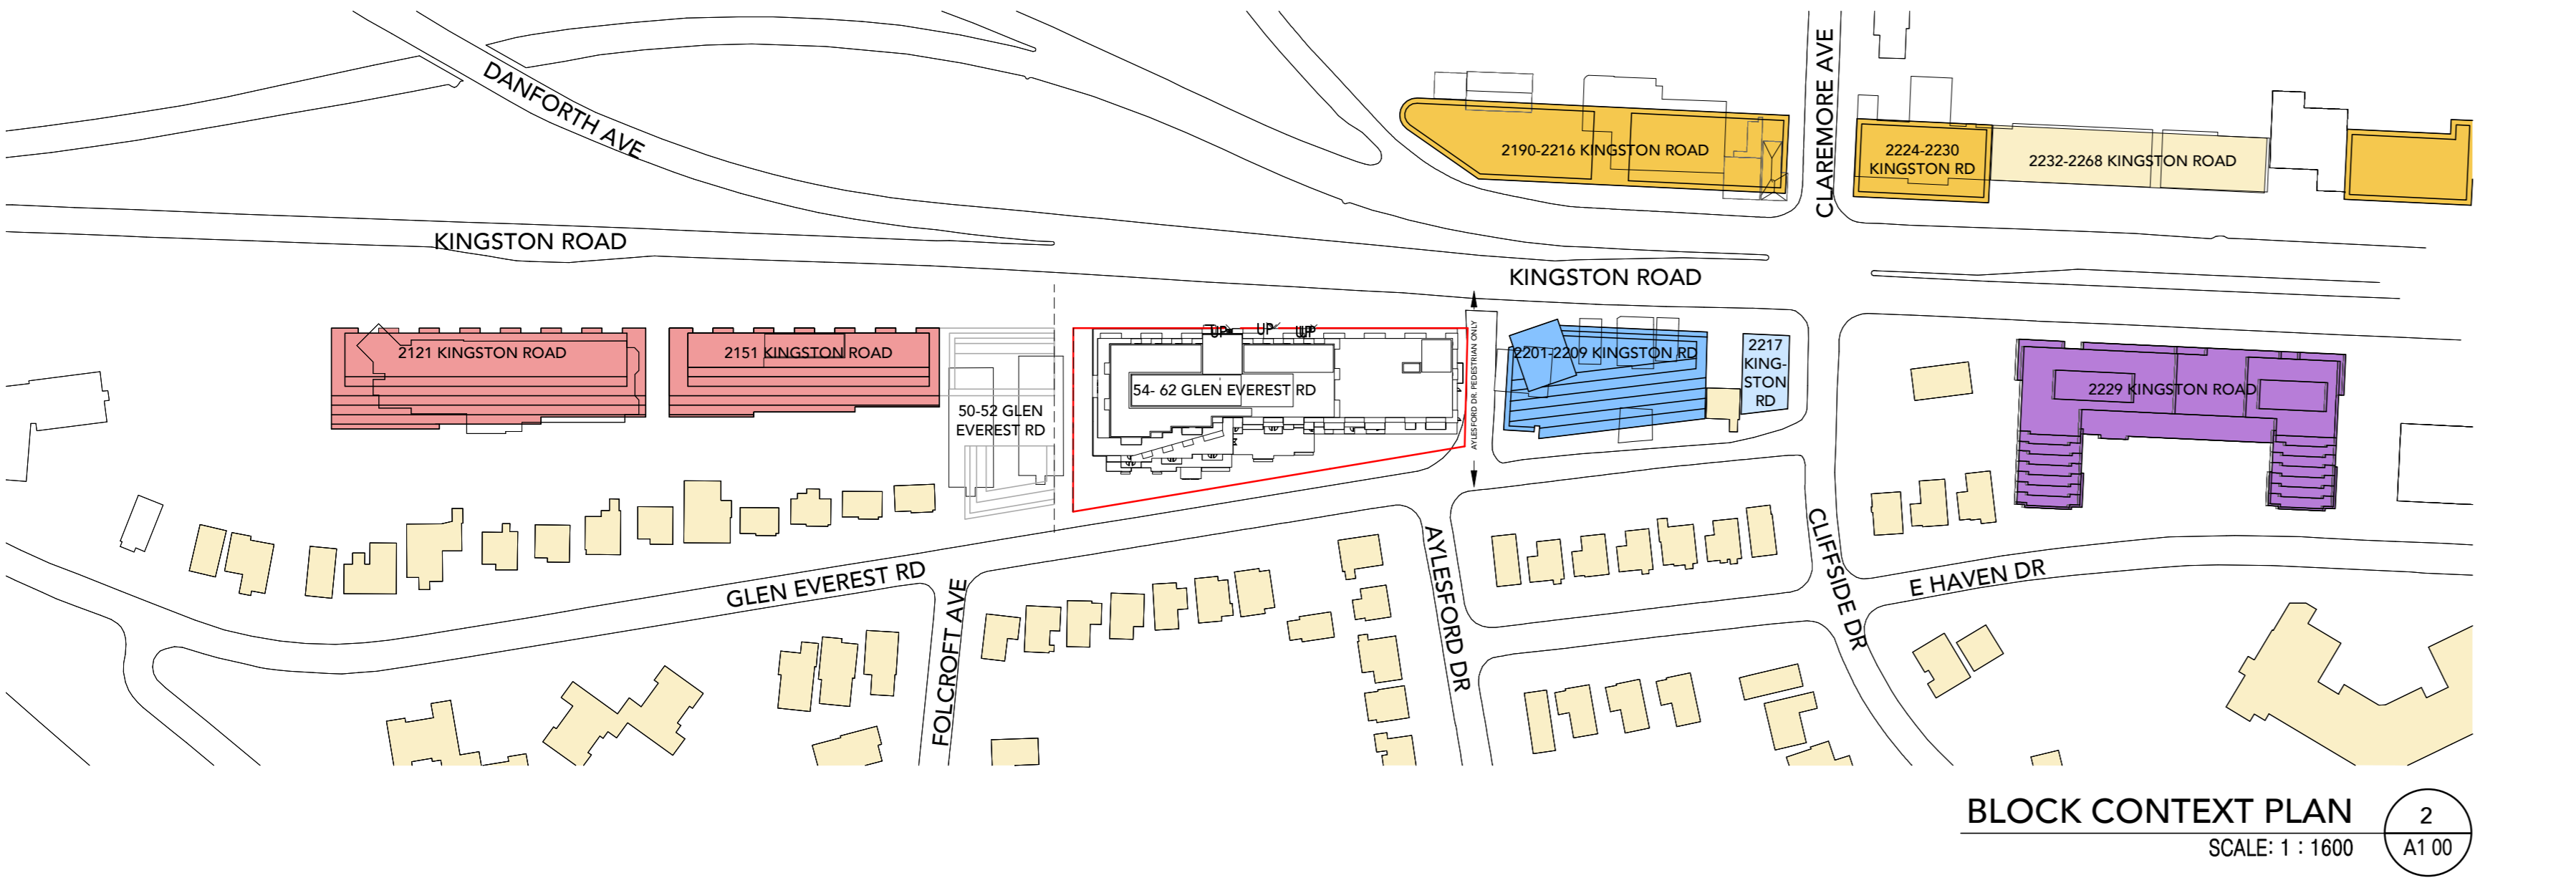 DANFORTH AVE
CLAREMORE AVE
2190-2216 KINGSTON ROAD
2224-2230
KINGSTON RD
2232-2268 KINGSTON ROAD
KINGSTON ROAD
KINGSTON ROAD
2121 KINGSTON ROAD
2151 KINGSTON ROAD
50-52 GLEN
EVEREST RD
UP
UP
UP
54- 62 GLEN EVEREST RD
AYLESFORD DR. PEDESTRIAN ONLY
2201-2209 KINGSTON RD
2217
KING-
STON
RD
2229 KINGSTON ROAD
GLEN EVEREST RD
FOLCROFT AVE
AYLESFORD DR
CLIFFSIDE DR
E HAVEN DR
BLOCK CONTEXT PLAN
SCALE: 1 : 1600
2
A1 00